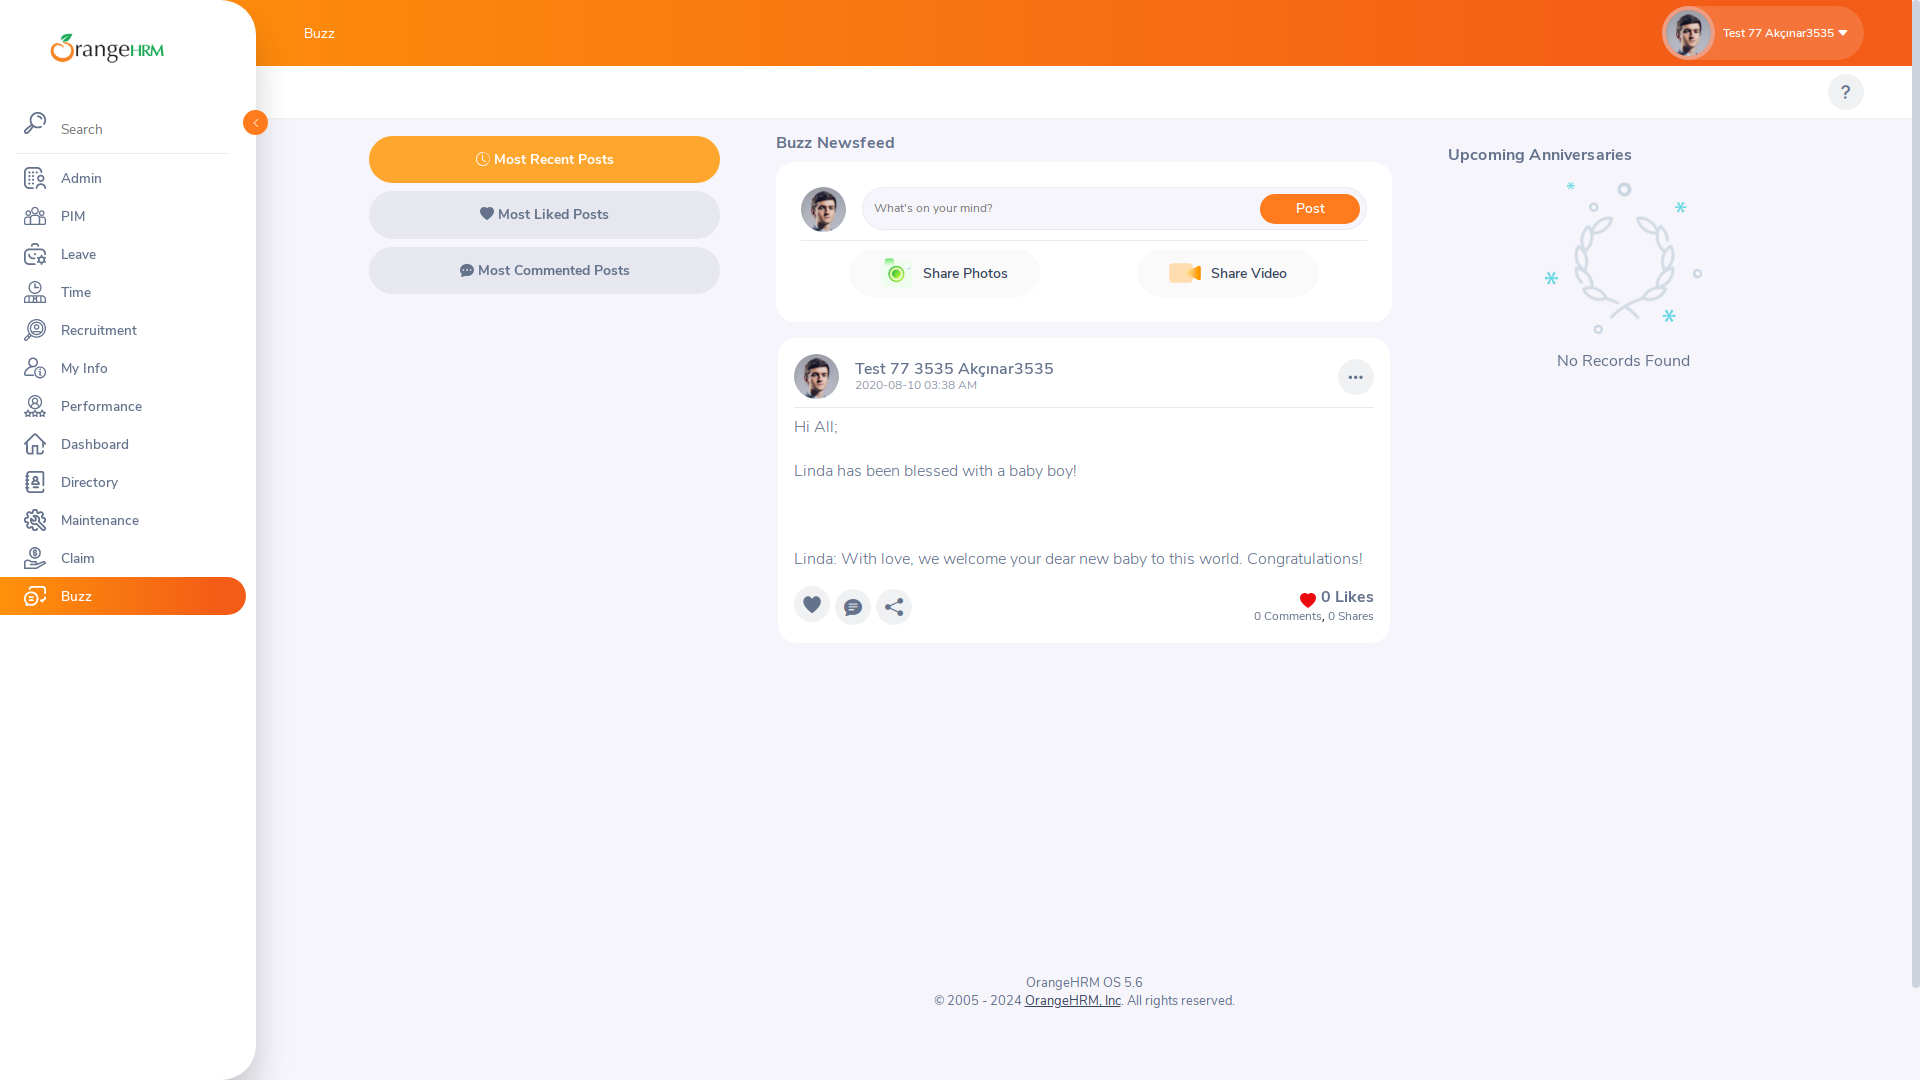 OrangeHRM
Search
Admin
PIM
Leave
Time
Recruitment
My Info
Performance
Dashboard
Directory
Maintenance
Claim
Buzz
Buzz
Test 77 Akçınar3535
?
Most Recent Posts
Most Liked Posts
Most Commented Posts
Buzz Newsfeed
What's on your mind?
Post
Share Photos
Share Video
Test 77 3535 Akçınar3535
2020-08-10 03:38 AM
Hi All;
Linda has been blessed with a baby boy!
Linda: With love, we welcome your dear new baby to this world. Congratulations!
0 Likes
0 Comments, 0 Shares
Upcoming Anniversaries
No Records Found
OrangeHRM OS 5.6
© 2005 - 2024 OrangeHRM, Inc. All rights reserved.